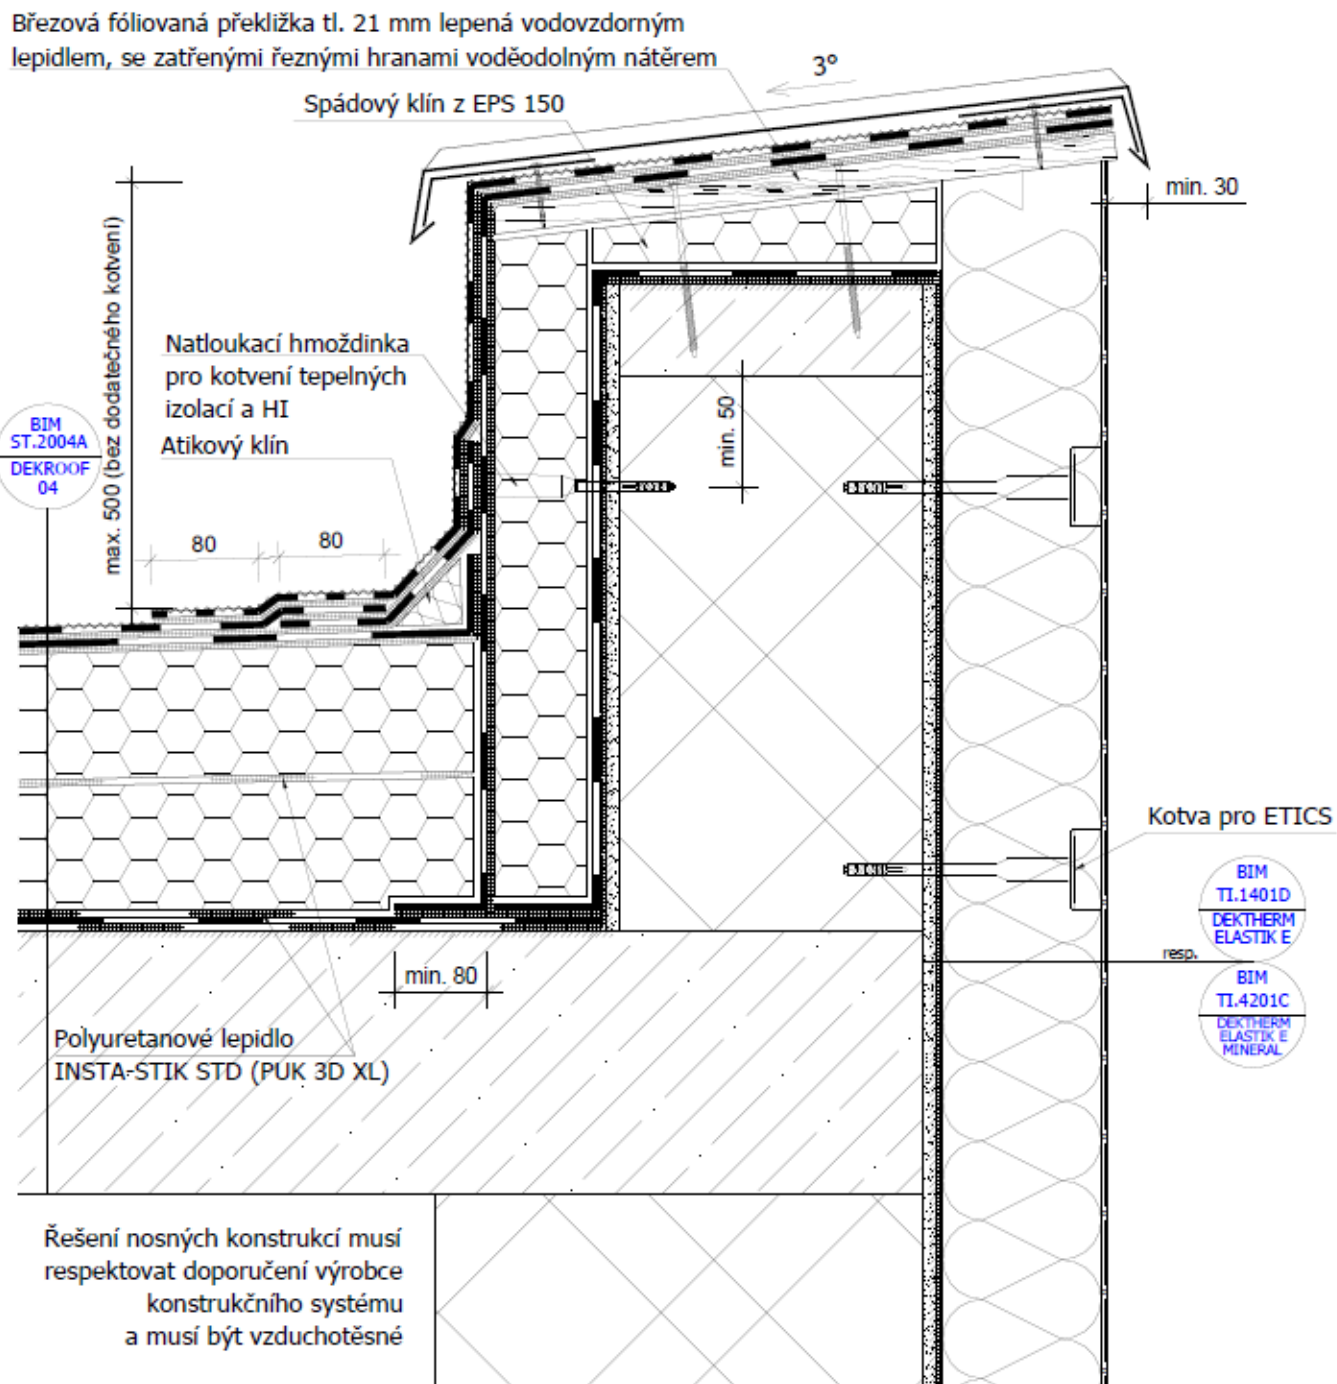 Březová fóliovaná překližka tl. 21 mm lepená vodovzdorným
lepidlem, se zatřenými řeznými hranami voděodolným nátěrem
3°
Spádový klín z EPS 150
min. 30
max. 500 (bez dodatečného kotvení)
Natloukací hmoždinka
pro kotvení tepelných
izolací a HI
Atikový klín
BIM
ST.2004A
DEKROOF
04
min. 50
80
80
Kotva pro ETICS
BIM
TI.1401D
DEKTHERM
ELASTIK E
resp.
BIM
TI.4201C
DEKTHERM
ELASTIK E
MINERAL
min. 80
Polyuretanové lepidlo
INSTA-STIK STD (PUK 3D XL)
Řešení nosných konstrukcí musí
respektovat doporučení výrobce
konstrukčního systému
a musí být vzduchotěsné